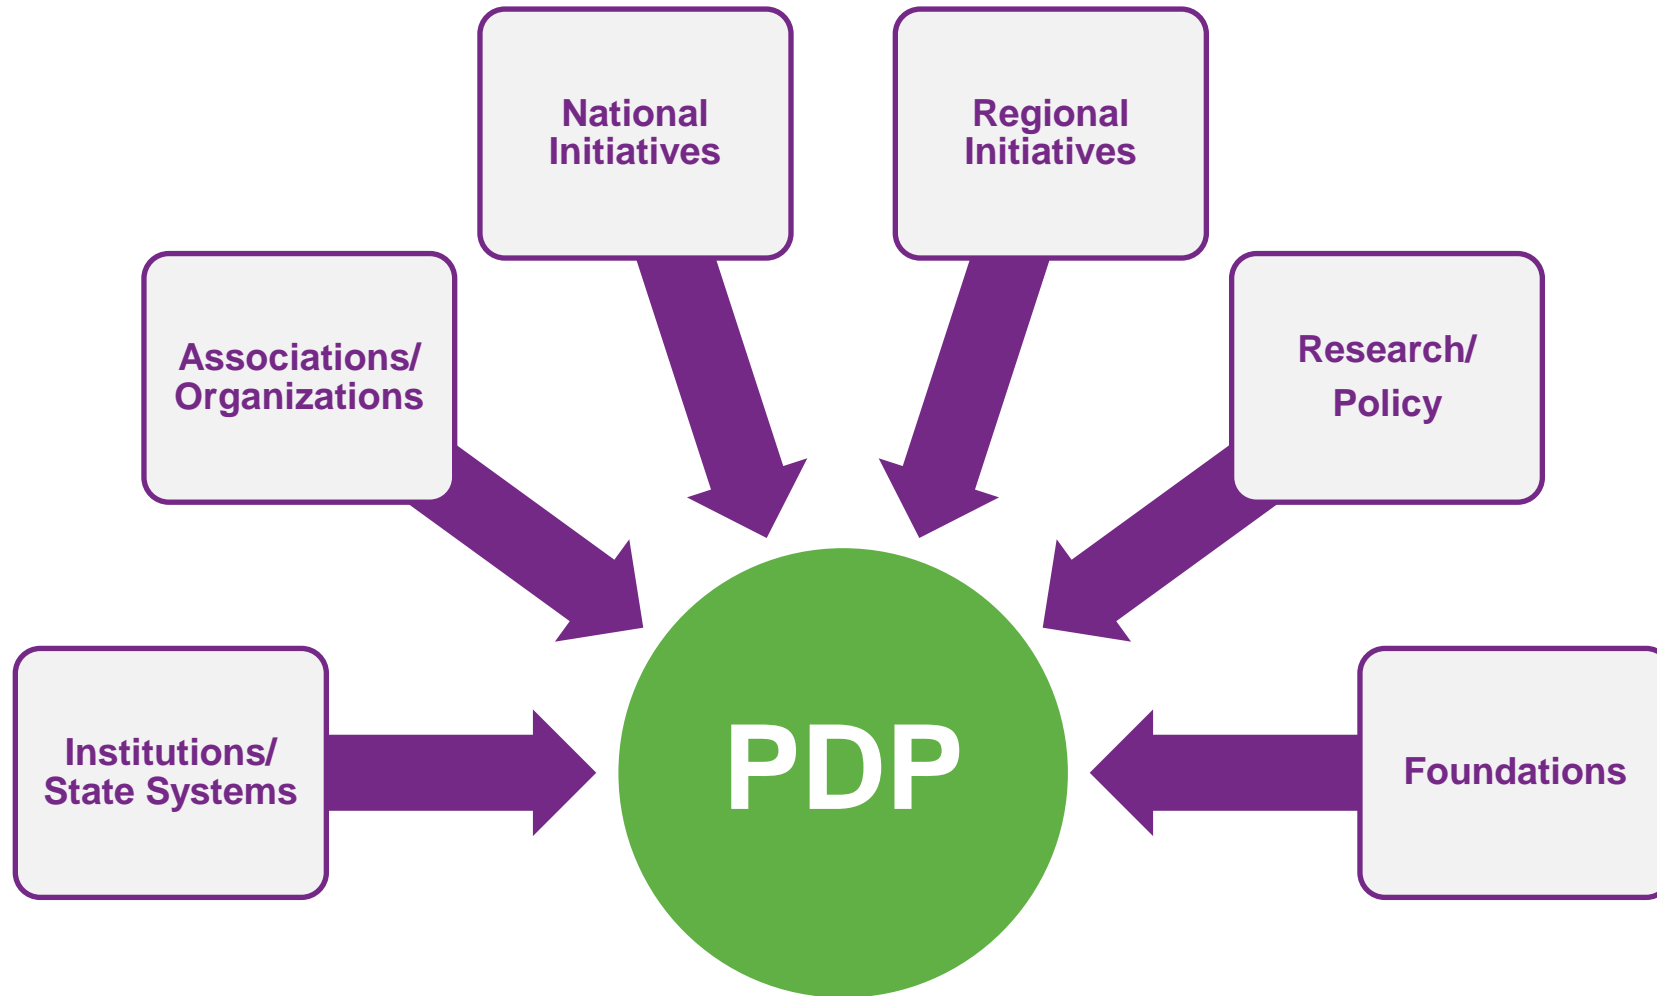 National
Initiatives
Regional
Initiatives
Associations/
Organizations
Research/
Policy
Institutions/
State Systems
PDP
Foundations